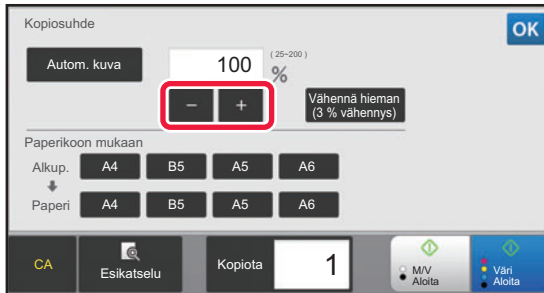 Kopiosuhde
OK
Autom. kuva
100
(25~200)
%
− +
Vähennä hieman
(3 % vähennys)
Paperikoon mukaan
Alkup. A4 B5 A5 A6
Paperi A4 B5 A5 A6
CA
Esikatselu
Kopiota
1
M/V
Aloita
Väri
Aloita